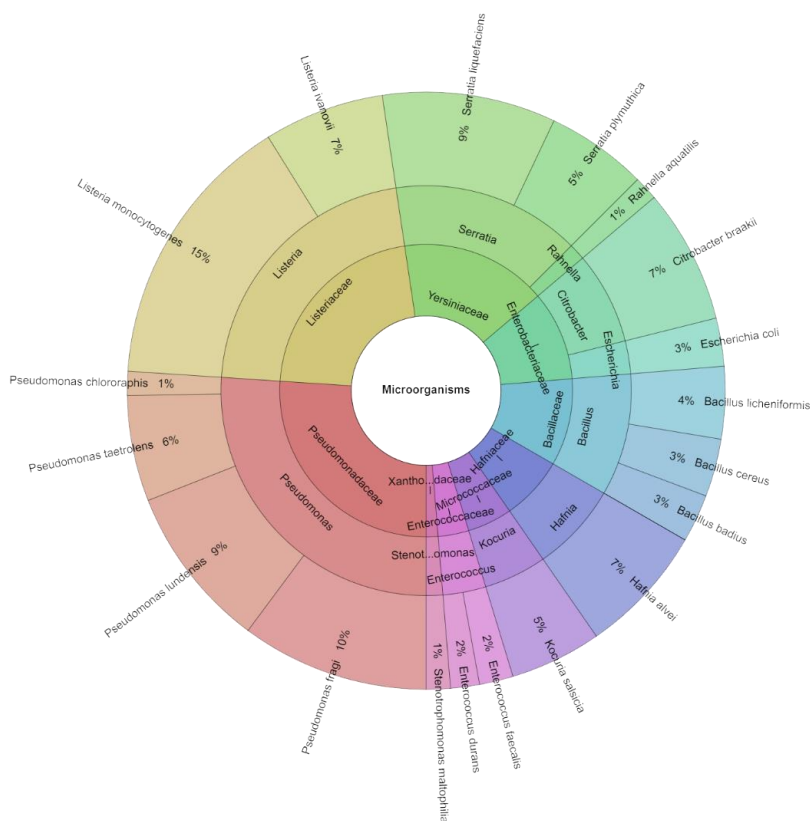 Microorganisms
Listeriaceae
Listeria
Listeria monocytogenes
15%
Listeria ivanovii
7%
Yersiniaceae
Serratia
Serratia liquefaciens
9%
Serratia plymuthica
5%
Rahnella
Rahnella aquatilis
1%
Enterobacteriaceae
Citrobacter
Citrobacter braakii
7%
Escherichia
Escherichia coli
3%
Bacillaceae
Bacillus
Bacillus licheniformis
4%
Bacillus cereus
3%
Bacillus badius
3%
Hafniaceae
Hafnia
Hafnia alvei
7%
Micrococcaceae
Kocuria
Kocuria salsicia
5%
Enterococcaceae
Enterococcus
Enterococcus faecalis
2%
Enterococcus durans
2%
Xantho...daceae
Stenot...omonas
Stenotrophomonas maltophilia
1%
Pseudomonadaceae
Pseudomonas
Pseudomonas fragi
10%
Pseudomonas lundensis
9%
Pseudomonas taetrolens
6%
Pseudomonas chlororaphis
1%